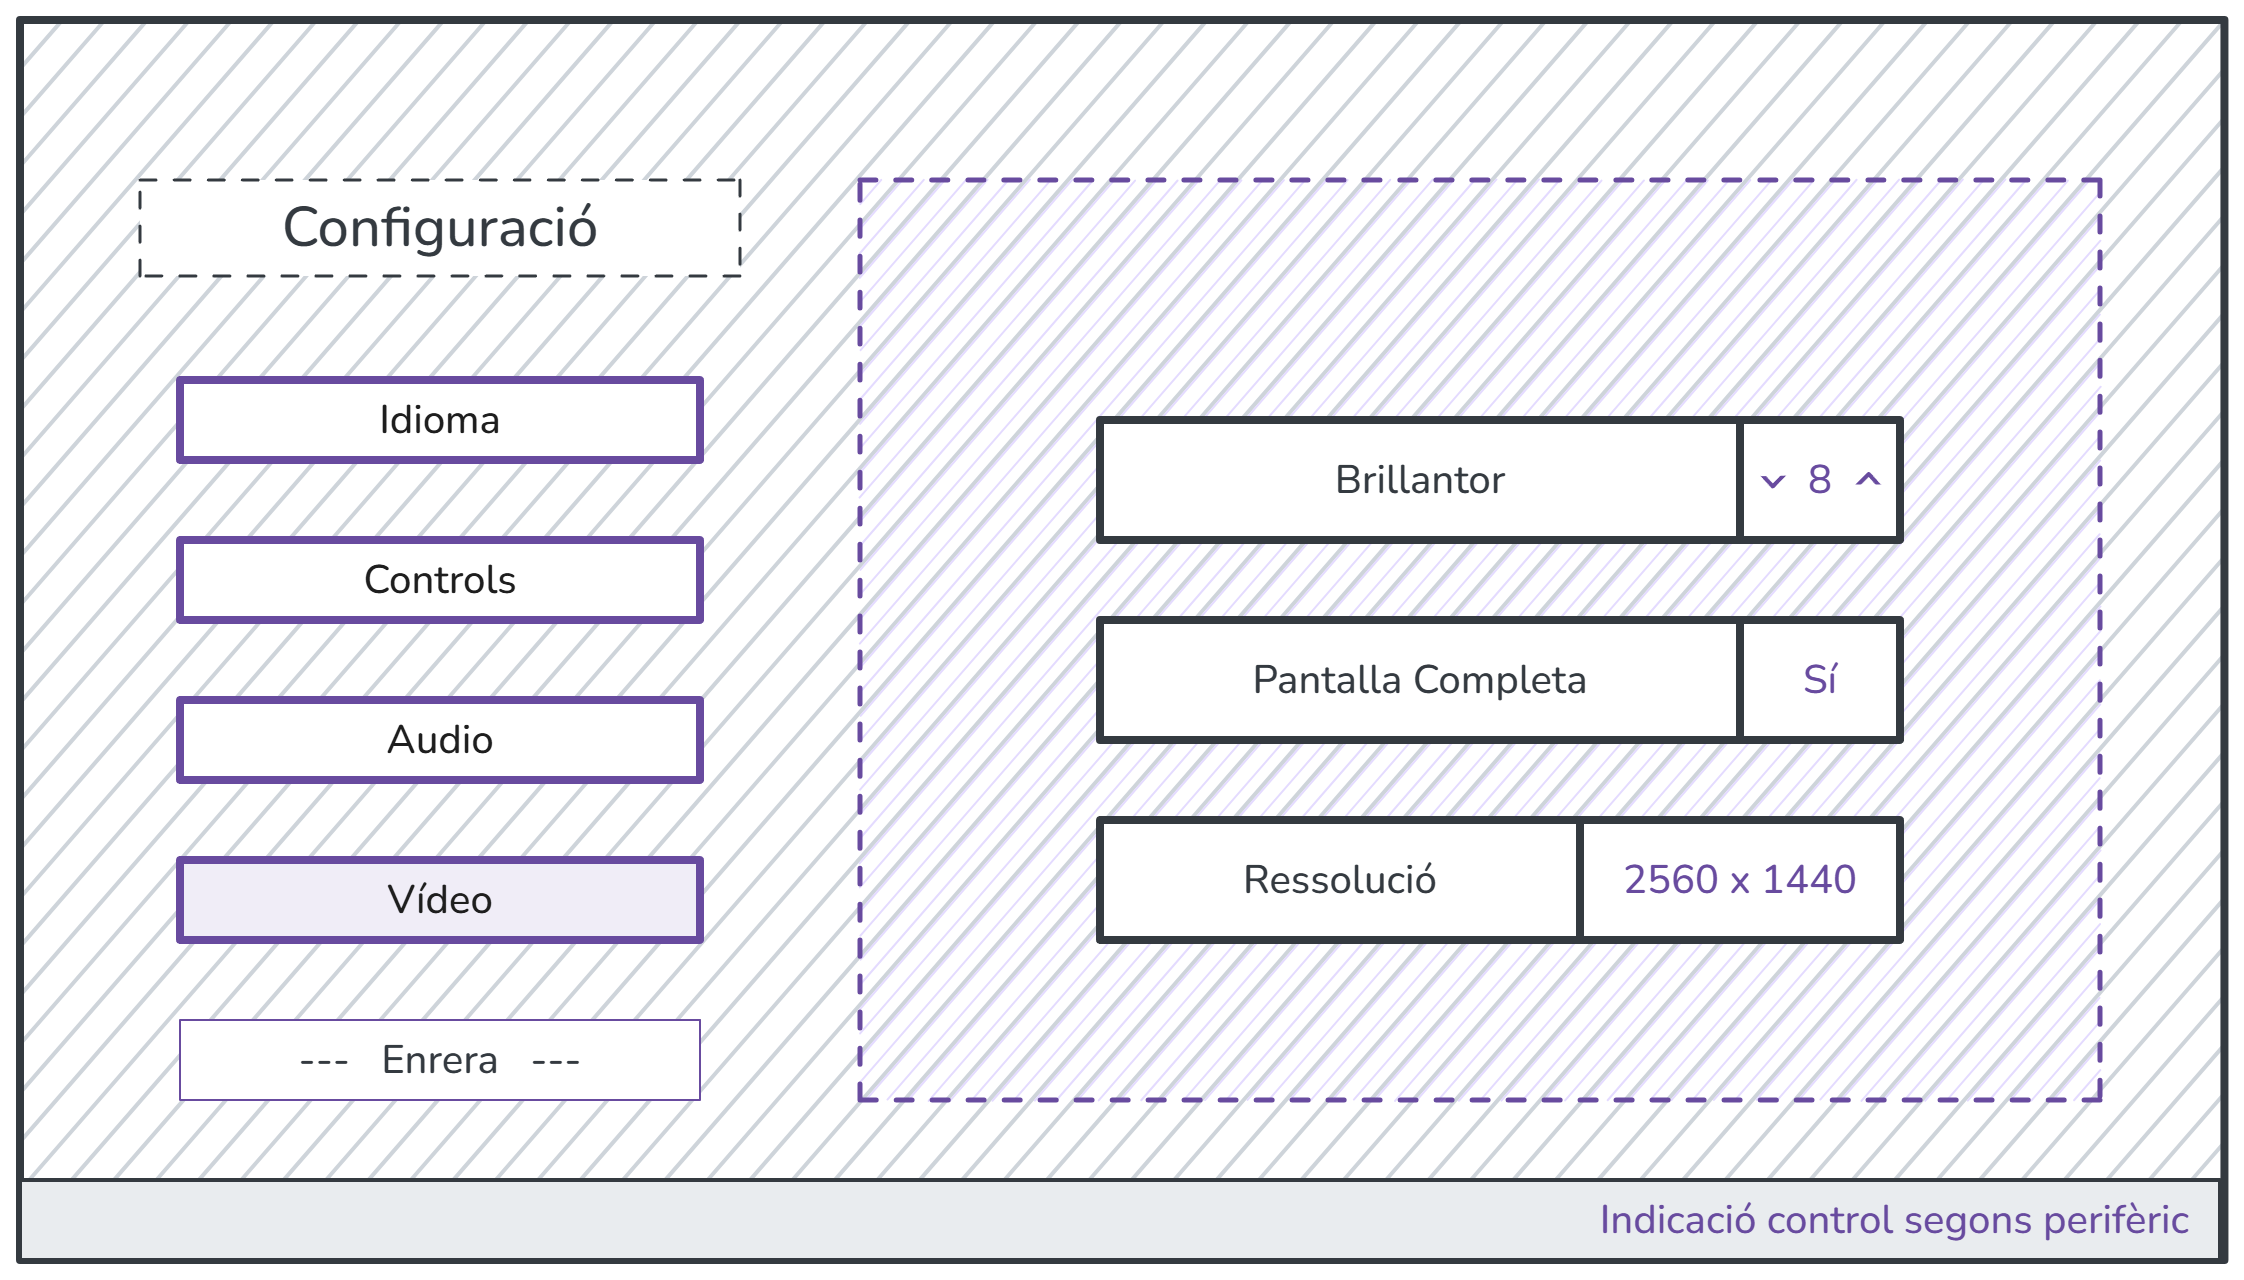 Configuració
Idioma
Controls
Audio
Vídeo
--- Enrera ---
Brillantor 8
Pantalla Completa Sí
Ressolució 2560 x 1440
Indicació control segons perifèric